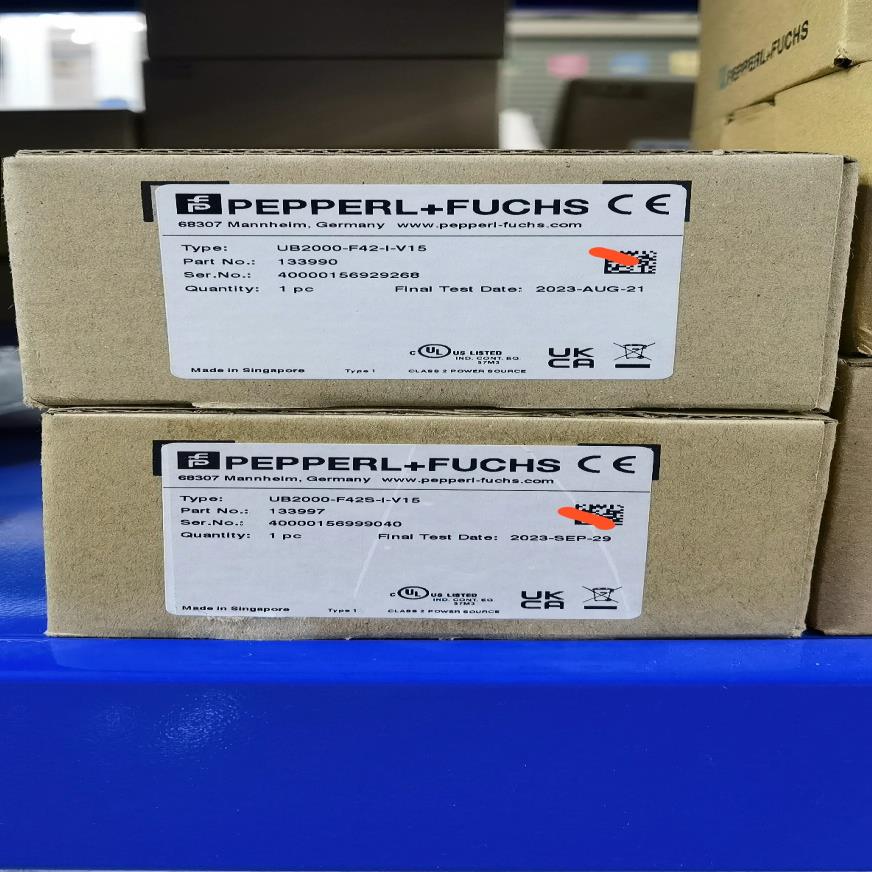 PEPPERL+FUCHS
PEPPERL+FUCHS CE
68307 Mannheim, Germany www.pepperl-fuchs.com
Type: UB2000-F42-I-V15
Part No.: 133990
Ser.No.: 40000156929268
Quantity: 1 pc Final Test Date: 2023-AUG-21
c UL US LISTED
IND. CONT. EQ.
57M3
UK
CA
Made in Singapore Type 1 CLASS 2 POWER SOURCE
PEPPERL+FUCHS CE
68307 Mannheim, Germany www.pepperl-fuchs.com
Type: UB2000-F42S-I-V15
Part No.: 133997
Ser.No.: 40000156999040
Quantity: 1 pc Final Test Date: 2023-SEP-29
c UL US LISTED
IND. CONT. EQ.
57M3
UK
CA
Made in Singapore Type 1 CLASS 2 POWER SOURCE